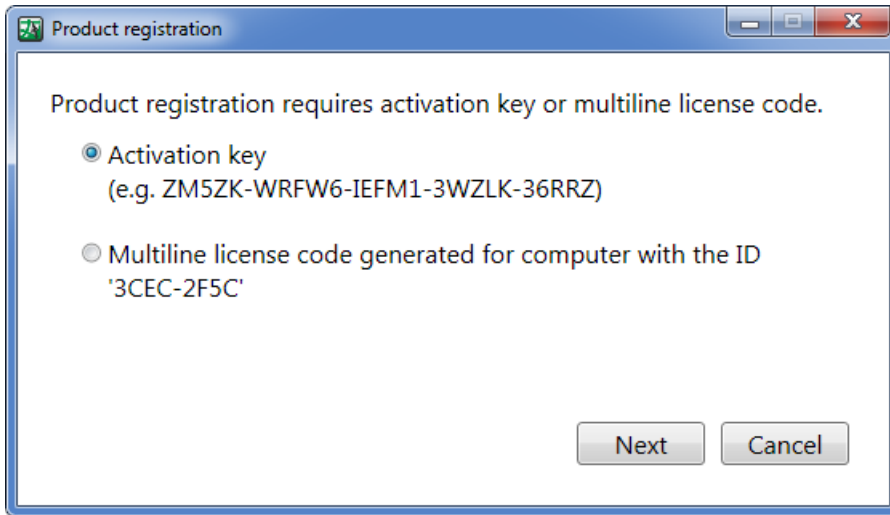 Product registration
Product registration requires activation key or multiline license code.
Activation key
(e.g. ZM5ZK-WRFW6-IEFM1-3WZLK-36RRZ)
Multiline license code generated for computer with the ID
'3CEC-2F5C'
Next Cancel